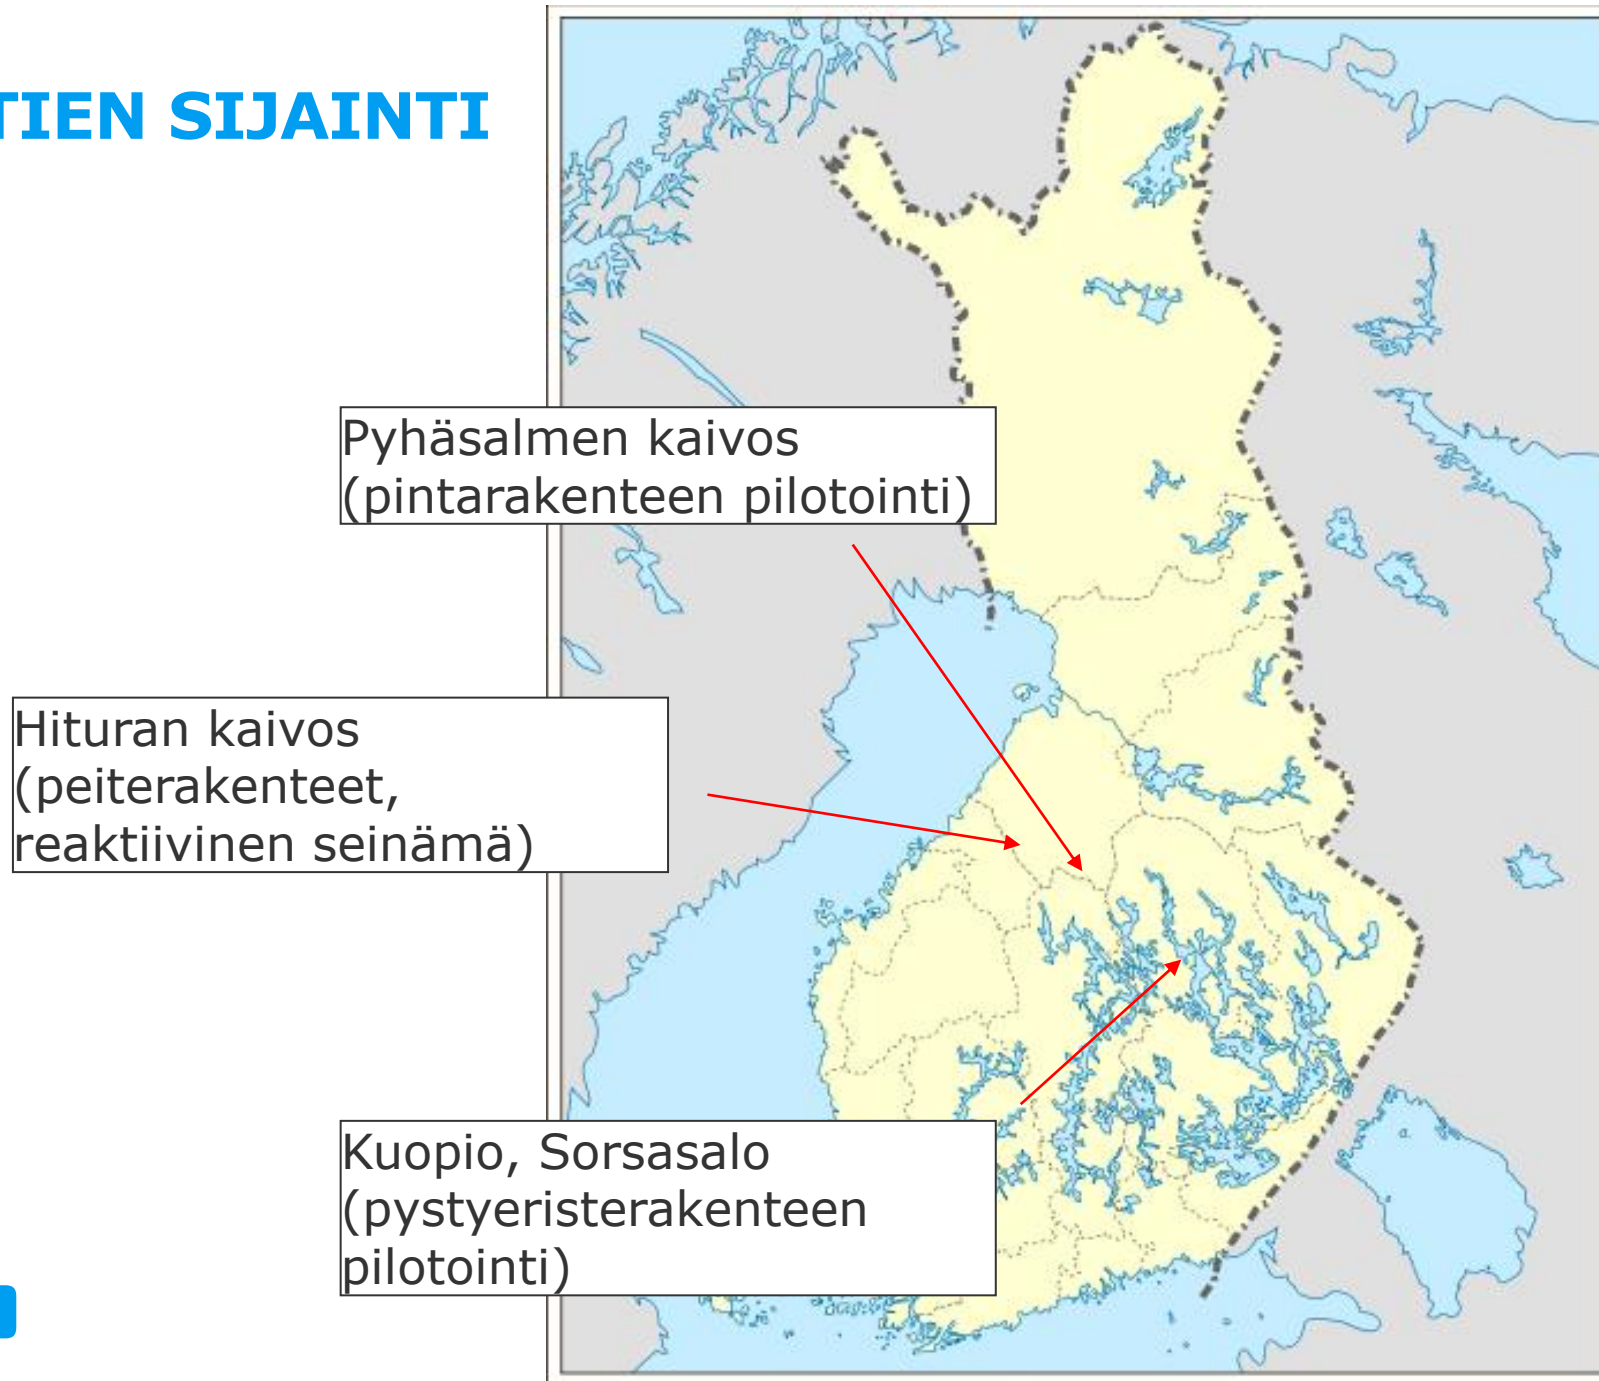 TIEN SIJAINTI
Pyhäsalmen kaivos
(pintarakenteen pilotointi)
Hituran kaivos
(peiterakenteet,
reaktiivinen seinämä)
Kuopio, Sorsasalo
(pystyeristerakenteen
pilotointi)